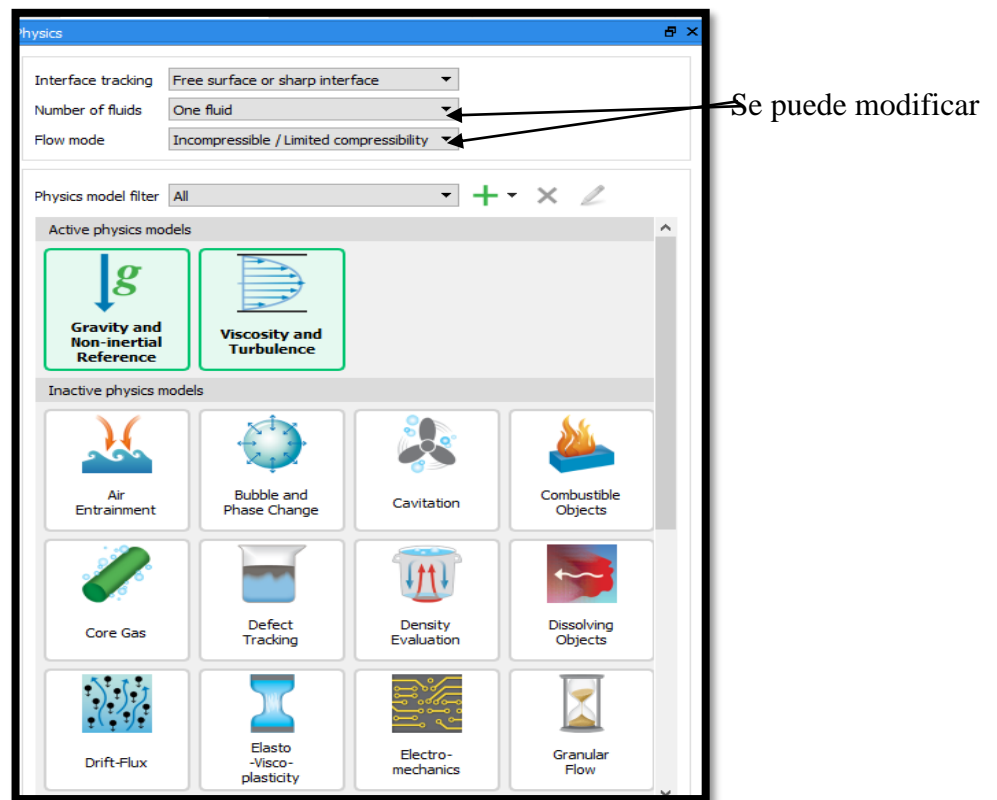 Physics
Interface tracking Free surface or sharp interface
Number of fluids One fluid
Flow mode Incompressible / Limited compressibility
Se puede modificar
Physics model filter All
Active physics models
g
Gravity and
Non-inertial
Reference
Viscosity and
Turbulence
Inactive physics models
Air
Entrainment
Bubble and
Phase Change
Cavitation
Combustible
Objects
Core Gas
Defect
Tracking
Density
Evaluation
Dissolving
Objects
Drift-Flux
Elasto
-Visco-
plasticity
Electro-
mechanics
Granular
Flow